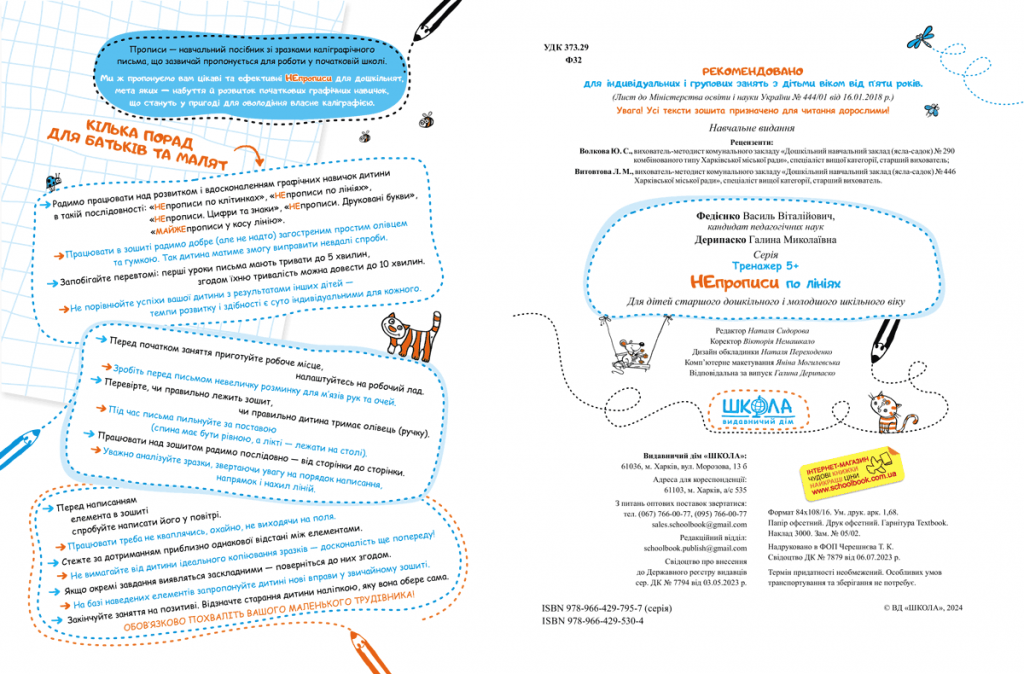 Прописи — навчальний посібник зі зразками каліграфічного
письма, що зазвичай пропонується для роботи у початковій школі.
Ми ж пропонуємо вам цікаві та ефективні НЕпрописи для дошкільнят,
мета яких — набуття й розвиток початкових графічних навичок,
що стануть у пригоді для оволодіння власне каліграфією.
КІЛЬКА ПОРАД
ДЛЯ БАТЬКІВ ТА МАЛЯТ
Радимо працювати над розвитком і вдосконаленням графічних навичок дитини
в такій послідовності: «НЕпрописи по клітинках», «НЕпрописи по лініях»,
«НЕпрописи. Цифри та знаки», «НЕпрописи. Друковані букви»,
«МАЙЖЕпрописи у косу лінію».
Працювати в зошиті радимо добре (але не надто) загостреним простим олівцем
та гумкою. Так дитина матиме змогу виправити невдалі спроби.
Запобігайте перевтомі: перші уроки письма мають тривати до 5 хвилин,
згодом їхню тривалість можна довести до 10 хвилин.
Не порівнюйте успіхи вашої дитини з результатами інших дітей —
темпи розвитку і здібності є суто індивідуальними для кожного.
Перед початком заняття приготуйте робоче місце,
налаштуйтесь на робочий лад.
Зробіть перед письмом невеличку розминку для м'язів рук та очей.
Перевірте, чи правильно лежить зошит,
чи правильно дитина тримає олівець (ручку).
Під час письма пильнуйте за поставою
(спина має бути рівною, а лікті — лежати на столі).
Працювати над зошитом радимо послідовно — від сторінки до сторінки.
Уважно аналізуйте зразки, звертаючи увагу на порядок написання,
напрямок і нахил ліній.
Перед написанням
елемента в зошиті
спробуйте написати його у повітрі.
Працювати треба не кваплячись, охайно, не виходячи на поля.
Стежте за дотриманням приблизно однакової відстані між елементами.
Не вимагайте від дитини ідеального копіювання зразків — досконалість ще попереду!
Якщо окремі завдання виявляться заскладними — поверніться до них згодом.
На базі наведених елементів запропонуйте дитині нові вправи у звичайному зошиті.
Закінчуйте заняття на позитиві. Відзначте старання дитини наліпкою, яку вона обере сама.
ОБОВ'ЯЗКОВО ПОХВАЛІТЬ ВАШОГО МАЛЕНЬКОГО ТРУДІВНИКА!
УДК 373.29
Ф32
РЕКОМЕНДОВАНО
для індивідуальних і групових занять з дітьми віком від п'яти років.
(Лист до Міністерства освіти і науки України № 444/01 від 16.01.2018 р.)
Увага! Усі тексти зошита призначено для читання дорослими!
Навчальне видання
Рецензенти:
Волкова Ю. С., вихователь-методист комунального закладу «Дошкільний навчальний заклад (ясла-садок) № 290
комбінованого типу Харківської міської ради», спеціаліст вищої категорії, старший вихователь;
Витовтова Л. М., вихователь-методист комунального закладу «Дошкільний навчальний заклад (ясла-садок) № 446
Харківської міської ради», спеціаліст вищої категорії, старший вихователь.
Федієнко Василь Віталійович,
кандидат педагогічних наук
Дерипаско Галина Миколаївна
Серія
Тренажер 5+
НЕпрописи по лініях
Для дітей старшого дошкільного і молодшого шкільного віку
Редактор Наталя Сидорова
Коректор Вікторія Ненашкало
Дизайн обкладинки Наталя Переходенко
Комп'ютерне макетування Яніна Могилевська
Відповідальна за випуск Галина Дерипаско
ШКОЛА
видавничий дім
Видавничий дім «ШКОЛА»:
61036, м. Харків, вул. Морозова, 13 б
Адреса для кореспонденції:
61103, м. Харків, а/с 535
З питань оптових поставок звертатися:
тел. (067) 766-00-77, (095) 766-00-77
sales.schoolbook@gmail.com
Редакційний відділ:
schoolbook.publish@gmail.com
Свідоцтво про внесення
до Державного реєстру видавців
сер. ДК № 7794 від 03.05.2023 р.
ІНТЕРНЕТ-МАГАЗИН
ЧУДОВІ КНИЖКИ
НАЙКРАЩІ ЦІНИ
www.schoolbook.com.ua
Формат 84х108/16. Ум. друк. арк. 1,68.
Папір офсетний. Друк офсетний. Гарнітура Textbook.
Наклад 3000. Зам. № 05/02.
Надруковано в ФОП Черешнєва Т. К.
Свідоцтво ДК № 7879 від 06.07.2023 р.
Термін придатності необмежений. Особливих умов
транспортування та зберігання не потребує.
ISBN 978-966-429-795-7 (серія)
ISBN 978-966-429-530-4
© ВД «ШКОЛА», 2024